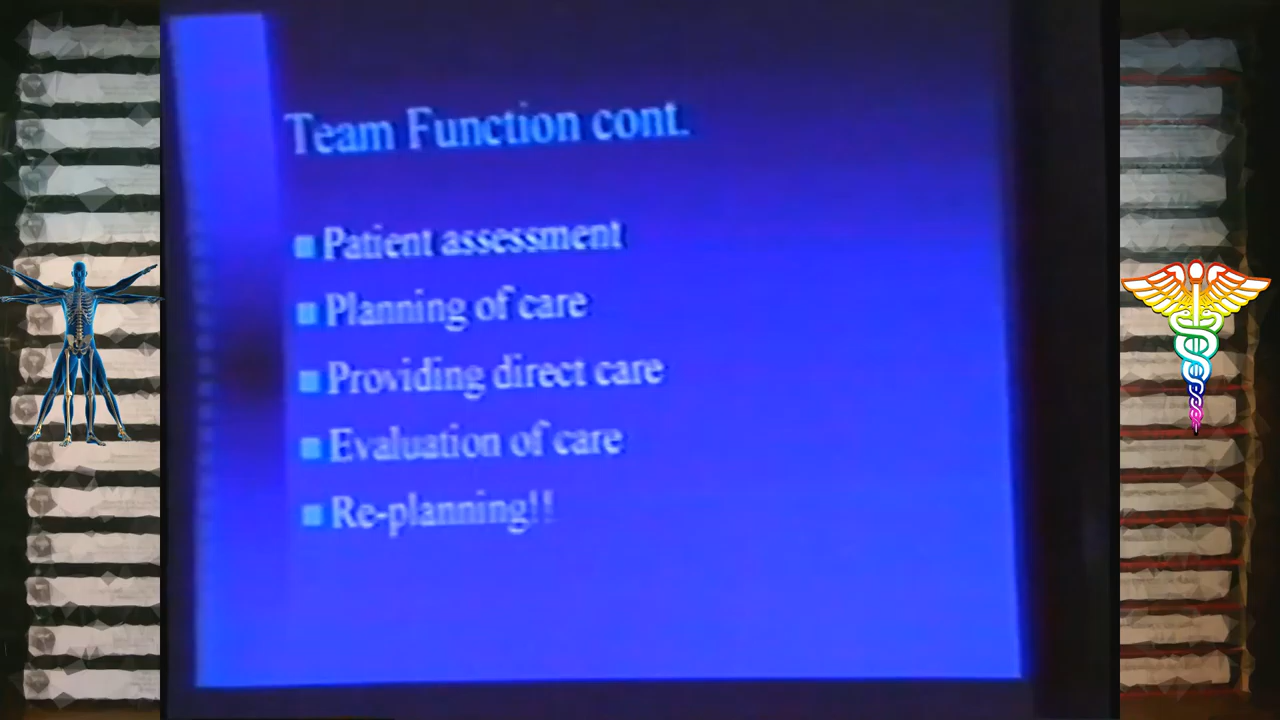 Team Function cont.
Patient assessment
Planning of care
Providing direct care
Evaluation of care
Re-planning!!